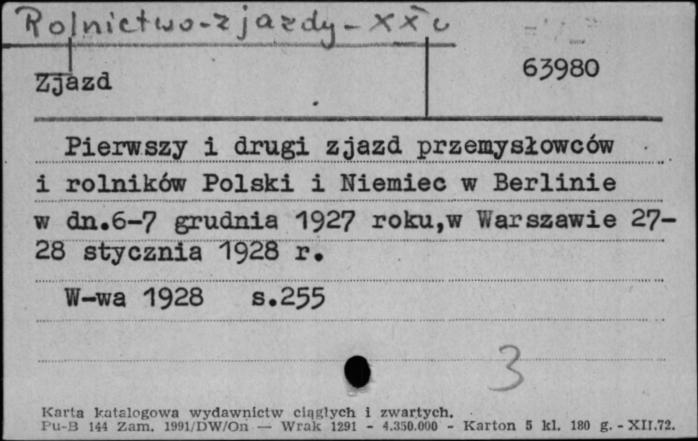 Rolnictwo-zjazdy-XX w
Zjazd
63980
Pierwszy i drugi zjazd przemysłowców
i rolników Polski i Niemiec w Berlinie
w dn.6-7 grudnia 1927 roku,w Warszawie 27-
28 stycznia 1928 r.
W-wa 1928 s.255
3
Karta katalogowa wydawnictw ciągłych i zwartych.
Pu-B 144 Zam. 1991/DW/On — Wrak 1291 - 4.350.000 - Karton 5 kl. 180 g. - XII.72.